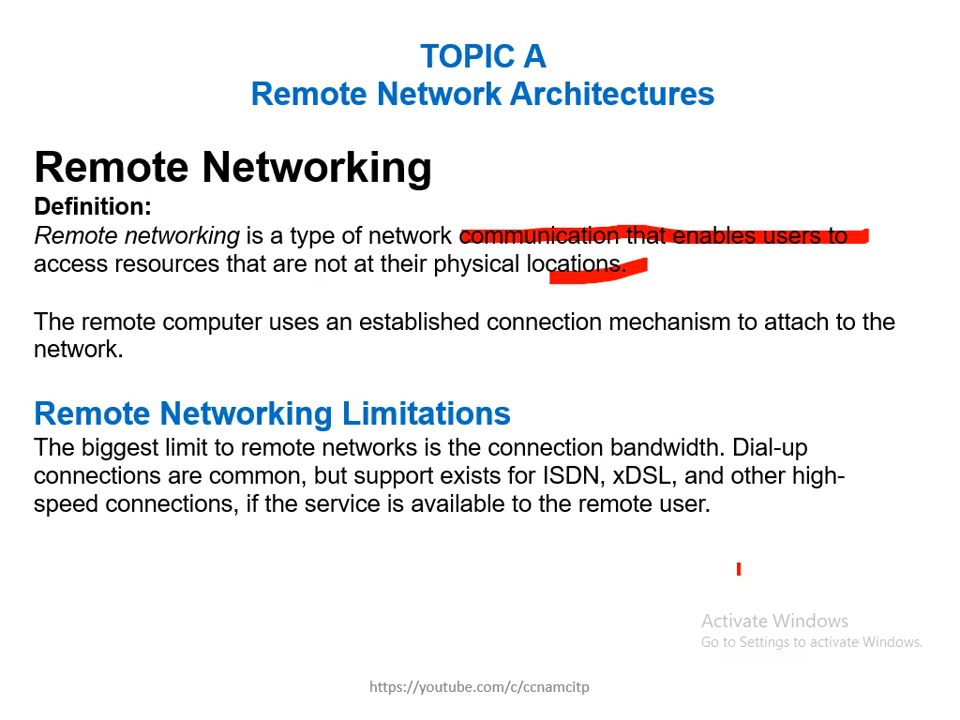 TOPIC A
Remote Network Architectures
Remote Networking
Definition:
Remote networking is a type of network communication that enables users to
access resources that are not at their physical locations.
The remote computer uses an established connection mechanism to attach to the
network.
Remote Networking Limitations
The biggest limit to remote networks is the connection bandwidth. Dial-up
connections are common, but support exists for ISDN, xDSL, and other high-
speed connections, if the service is available to the remote user.
Activate Windows
Go to Settings to activate Windows.
https://youtube.com/c/ccnamcitp